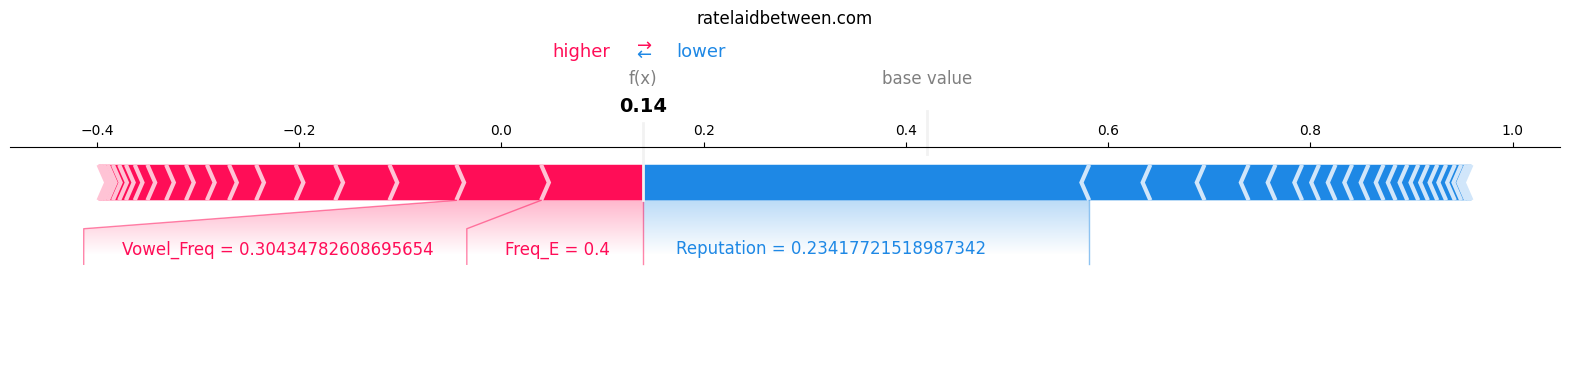 ratelaidbetween.com
higher ⇄ lower
f(x) base value
0.14
−0.4 −0.2 0.0 0.2 0.4 0.6 0.8 1.0
Vowel_Freq = 0.30434782608695654 Freq_E = 0.4 Reputation = 0.23417721518987342